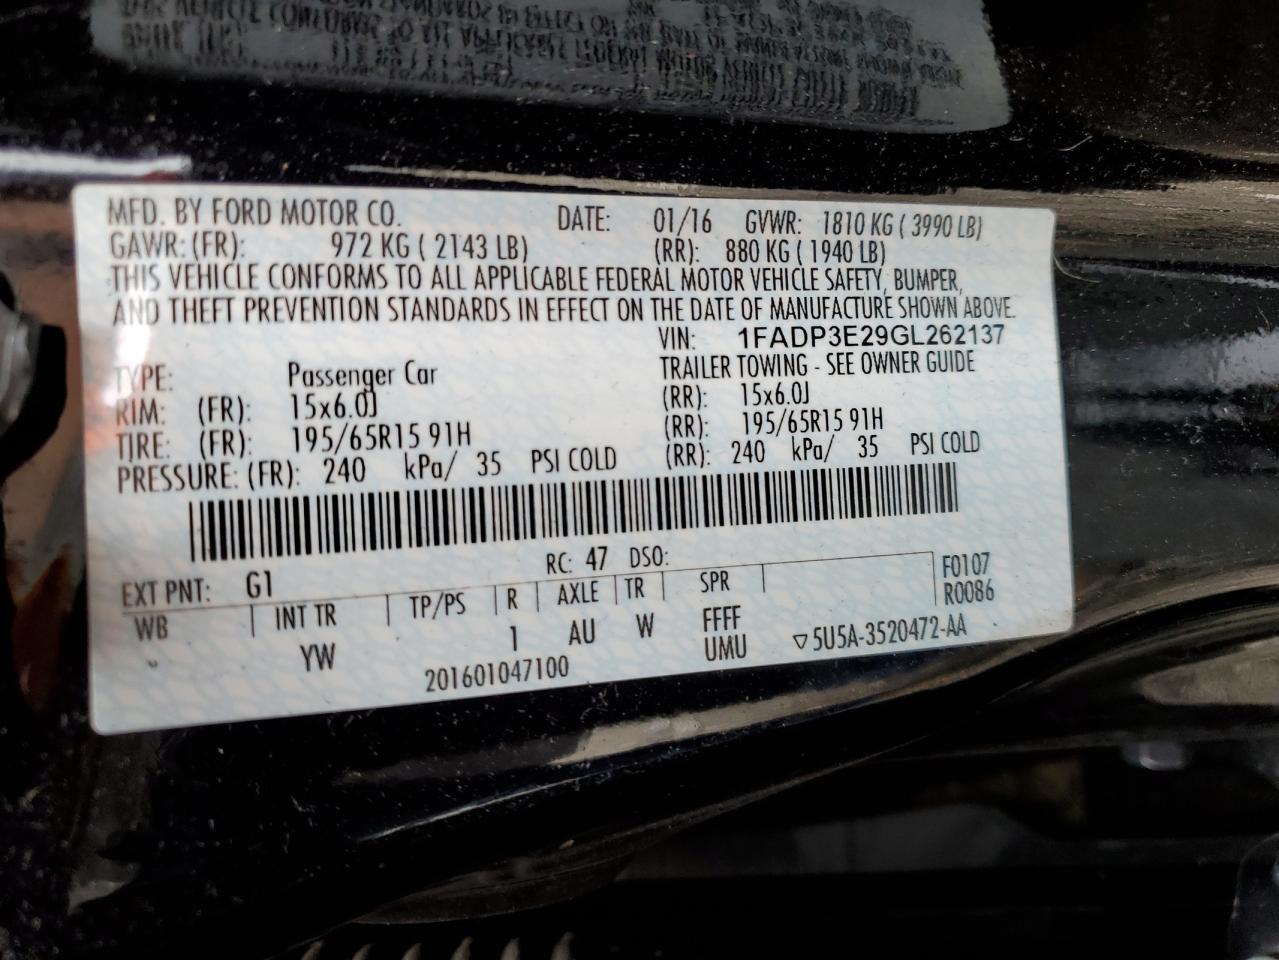 MFD. BY FORD MOTOR CO. DATE: 01/16 GVWR: 1810 KG ( 3990 LB)
GAWR: (FR): 972 KG ( 2143 LB) (RR): 880 KG ( 1940 LB)
THIS VEHICLE CONFORMS TO ALL APPLICABLE FEDERAL MOTOR VEHICLE SAFETY, BUMPER,
AND THEFT PREVENTION STANDARDS IN EFFECT ON THE DATE OF MANUFACTURE SHOWN ABOVE.
VIN: 1FADP3E29GL262137
TYPE: Passenger Car TRAILER TOWING - SEE OWNER GUIDE
RIM: (FR): 15x6.0J (RR): 15x6.0J
TIRE: (FR): 195/65R15 91H (RR): 195/65R15 91H
PRESSURE: (FR): 240 kPa/ 35 PSI COLD (RR): 240 kPa/ 35 PSI COLD
RC: 47 DSO:
EXT PNT: G1 F0107
WB INT TR TP/PS R AXLE TR SPR R0086
YW 1 AU W FFFF
UMU ▽5U5A-3520472-AA
201601047100